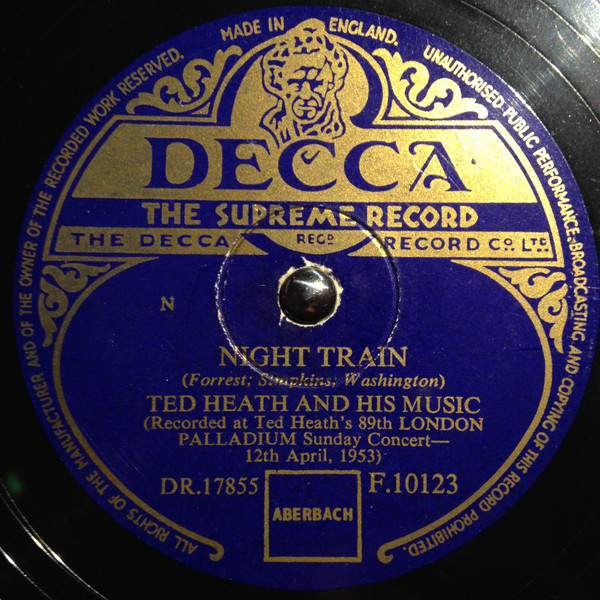 ALL RIGHTS OF THE MANUFACTURER AND OF THE OWNER OF THE RECORDED WORK RESERVED. MADE IN ENGLAND. UNAUTHORISED PUBLIC PERFORMANCE, BROADCASTING AND COPYING OF THIS RECORD PROHIBITED.
DECCA
THE SUPREME RECORD
THE DECCA REGD RECORD CO. LTD.
N
NIGHT TRAIN
(Forrest; Simpkins; Washington)
TED HEATH AND HIS MUSIC
(Recorded at Ted Heath's 89th LONDON
PALLADIUM Sunday Concert—
12th April, 1953)
DR.17855 F.10123
ABERBACH